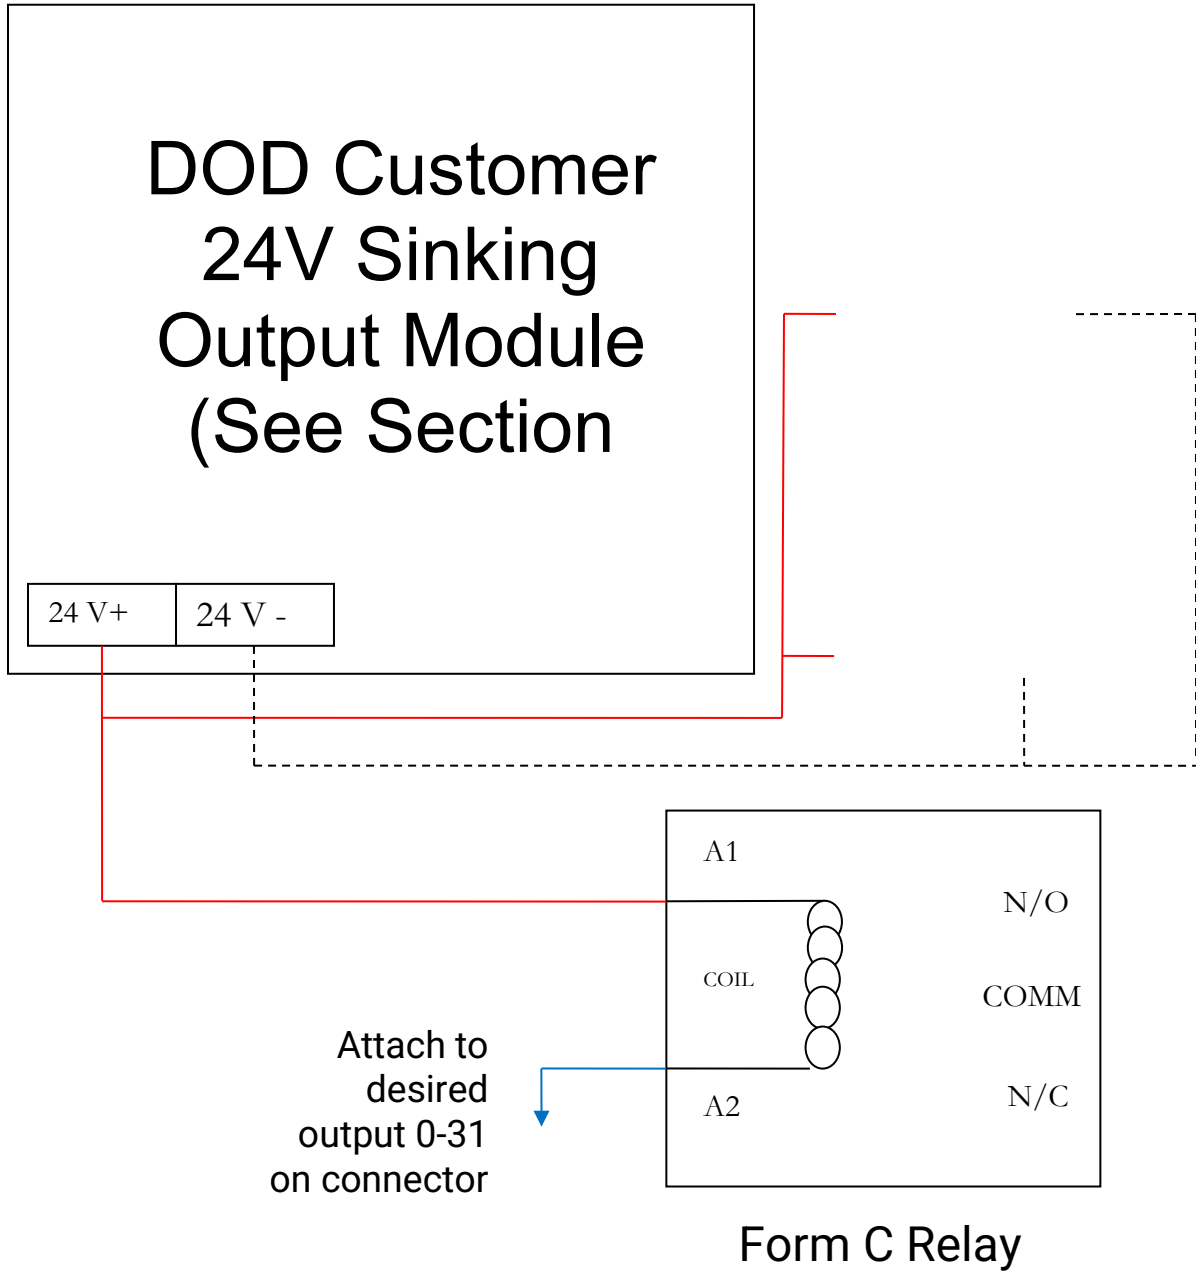 DOD Customer
24V Sinking
Output Module
(See Section
24 V+
24 V -
A1
N/O
COIL
COMM
Attach to
desired
output 0-31
on connector
A2
N/C
Form C Relay